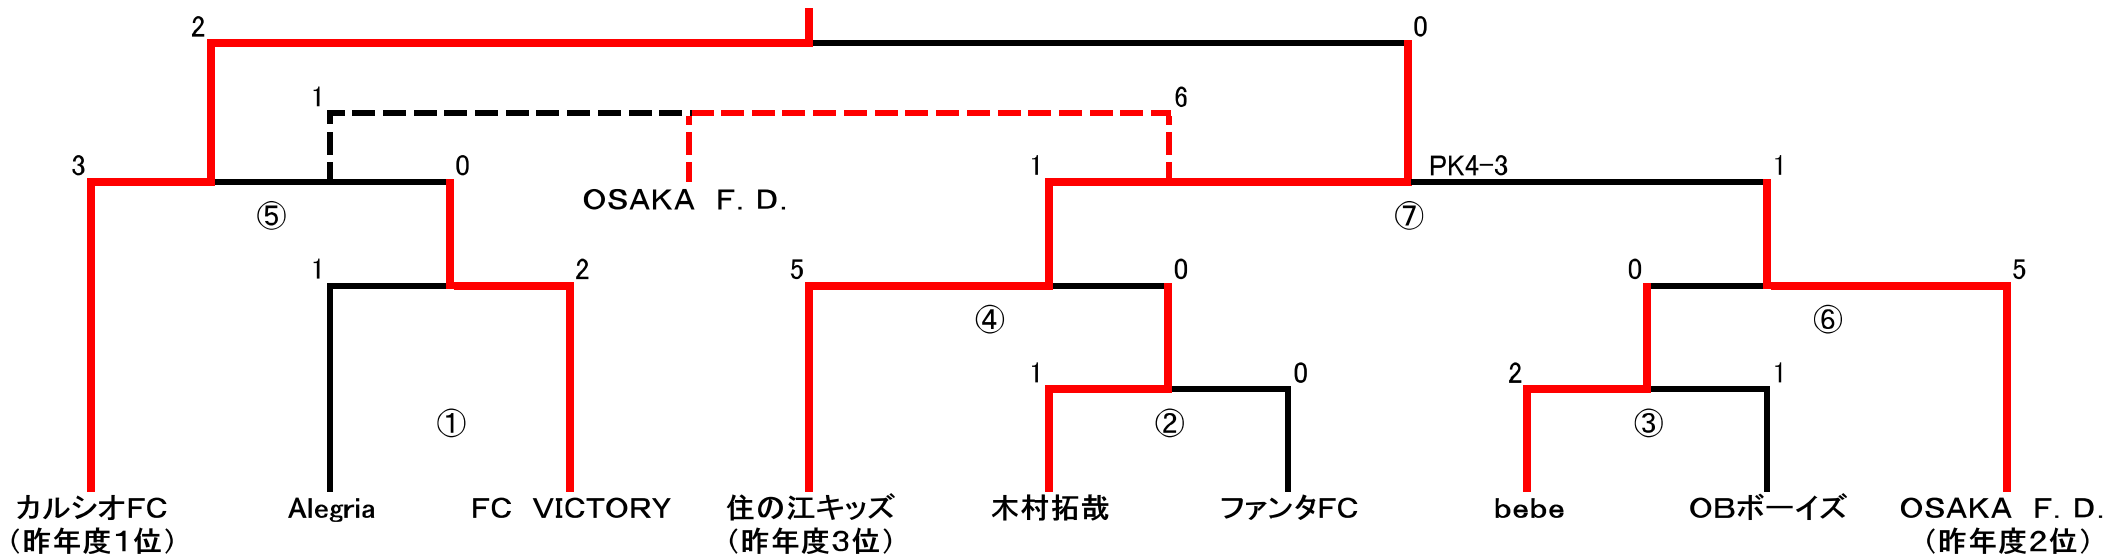 2 0
1 6
3 0 1 PK4-3 1
OSAKA F. D.
⑤ ⑦
1 2 5 0 0 5
④ ⑥
1 0 2 1
① ② ③
カルシオFC Alegria FC VICTORY 住の江キッズ 木村拓哉 ファンタFC bebe OBボーイズ OSAKA F. D.
(昨年度1位) (昨年度3位) (昨年度2位)